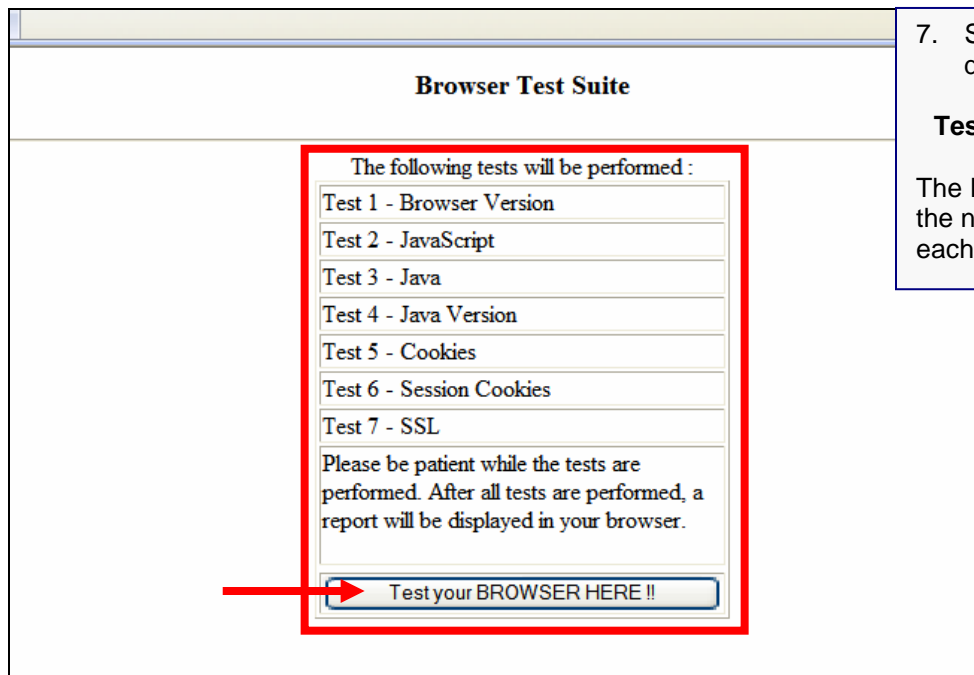 Browser Test Suite
The following tests will be performed :
Test 1 - Browser Version
Test 2 - JavaScript
Test 3 - Java
Test 4 - Java Version
Test 5 - Cookies
Test 6 - Session Cookies
Test 7 - SSL
Please be patient while the tests are
performed. After all tests are performed, a
report will be displayed in your browser.
Test your BROWSER HERE !!
7.
The
the
each